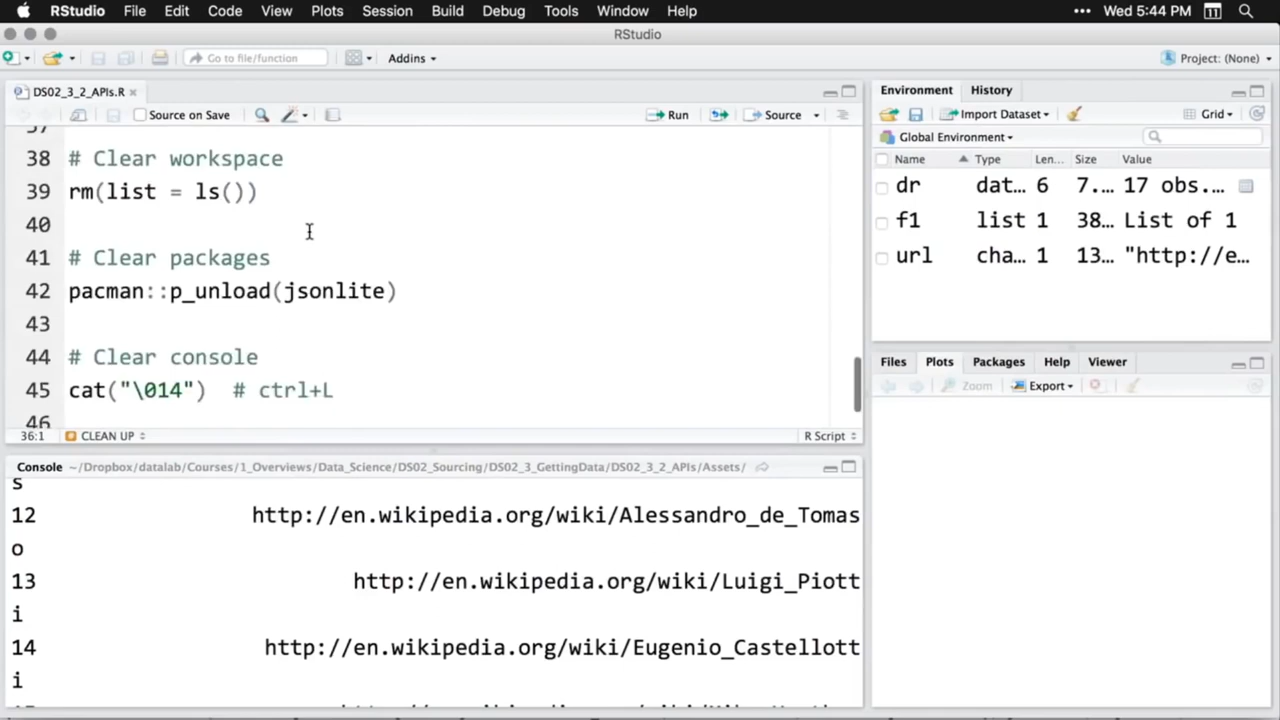 RStudio File Edit Code View Plots Session Build Debug Tools Window Help ••• Wed 5:44 PM 11
RStudio
Go to file/function Addins Project: (None)
DS02_3_2_APIs.R
Source on Save Run Source
37
38 # Clear workspace
39 rm(list = ls())
40
41 # Clear packages
42 pacman::p_unload(jsonlite)
43
44 # Clear console
45 cat("\014")  # ctrl+L
46
36:1 CLEAN UP R Script
Console ~/Dropbox/datalab/Courses/1_Overviews/Data_Science/DS02_Sourcing/DS02_3_GettingData/DS02_3_2_APIs/Assets/
s
12 http://en.wikipedia.org/wiki/Alessandro_de_Tomas
o
13 http://en.wikipedia.org/wiki/Luigi_Piott
i
14 http://en.wikipedia.org/wiki/Eugenio_Castellott
i
Environment History
Import Dataset Grid
Global Environment
Name Type Len... Size Value
dr dat... 6 7.... 17 obs....
f1 list 1 38... List of 1
url cha... 1 13... "http://e...
Files Plots Packages Help Viewer
Zoom Export